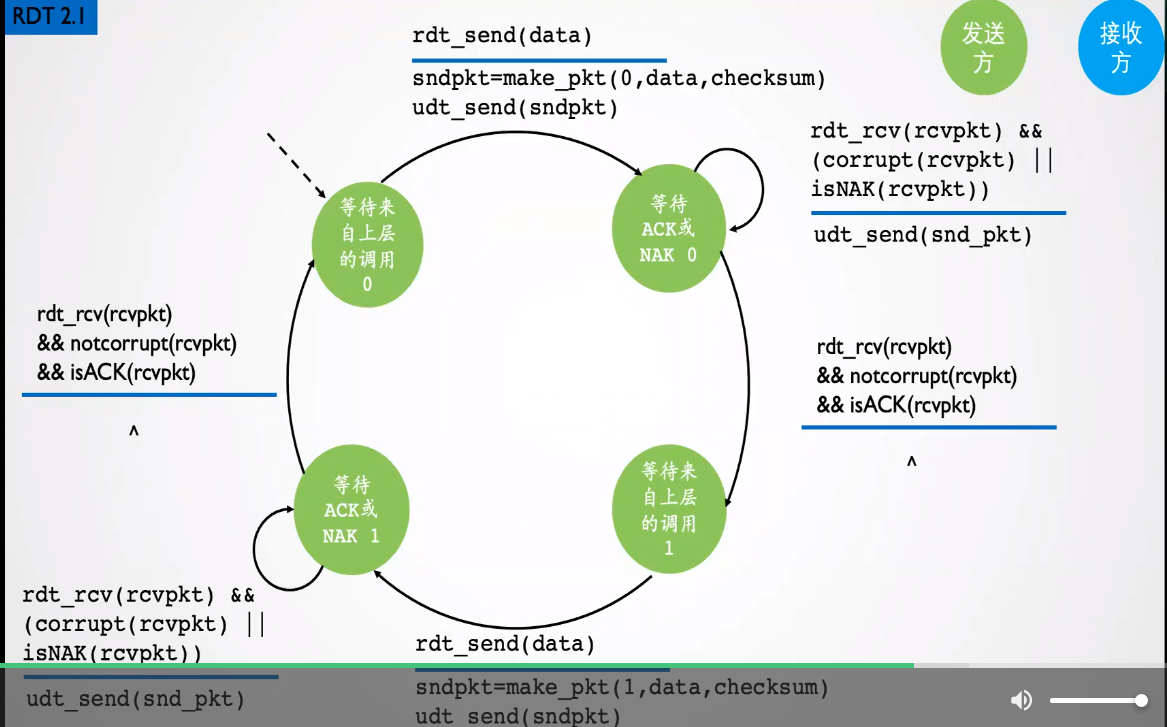 RDT 2.1
rdt_send(data)
sndpkt=make_pkt(0,data,checksum)
udt_send(sndpkt)
发送
方
接收
方
rdt_rcv(rcvpkt) &&
(corrupt(rcvpkt) ||
isNAK(rcvpkt))
udt_send(snd_pkt)
等待来
自上层
的调用
0
等待
ACK或
NAK 0
rdt_rcv(rcvpkt)
&& notcorrupt(rcvpkt)
&& isACK(rcvpkt)
^
rdt_rcv(rcvpkt)
&& notcorrupt(rcvpkt)
&& isACK(rcvpkt)
^
等待
ACK或
NAK 1
等待来
自上层
的调用
1
rdt_rcv(rcvpkt) &&
(corrupt(rcvpkt) ||
isNAK(rcvpkt))
udt_send(snd_pkt)
rdt_send(data)
sndpkt=make_pkt(1,data,checksum)
udt_send(sndpkt)